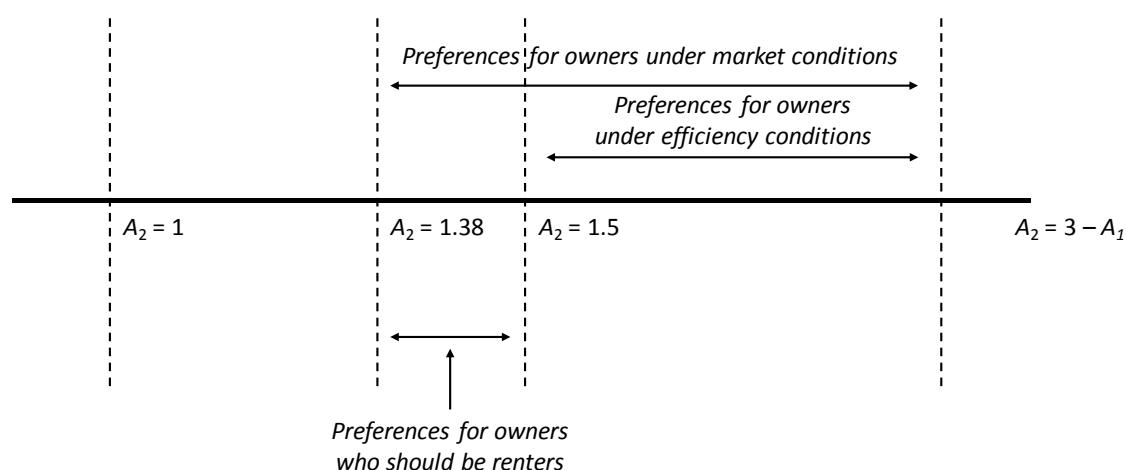 Preferences for owners under market conditions
Preferences for owners
under efficiency conditions
A₂ = 1
A₂ = 1.38
A₂ = 1.5
A₂ = 3 – A₁
Preferences for owners
who should be renters